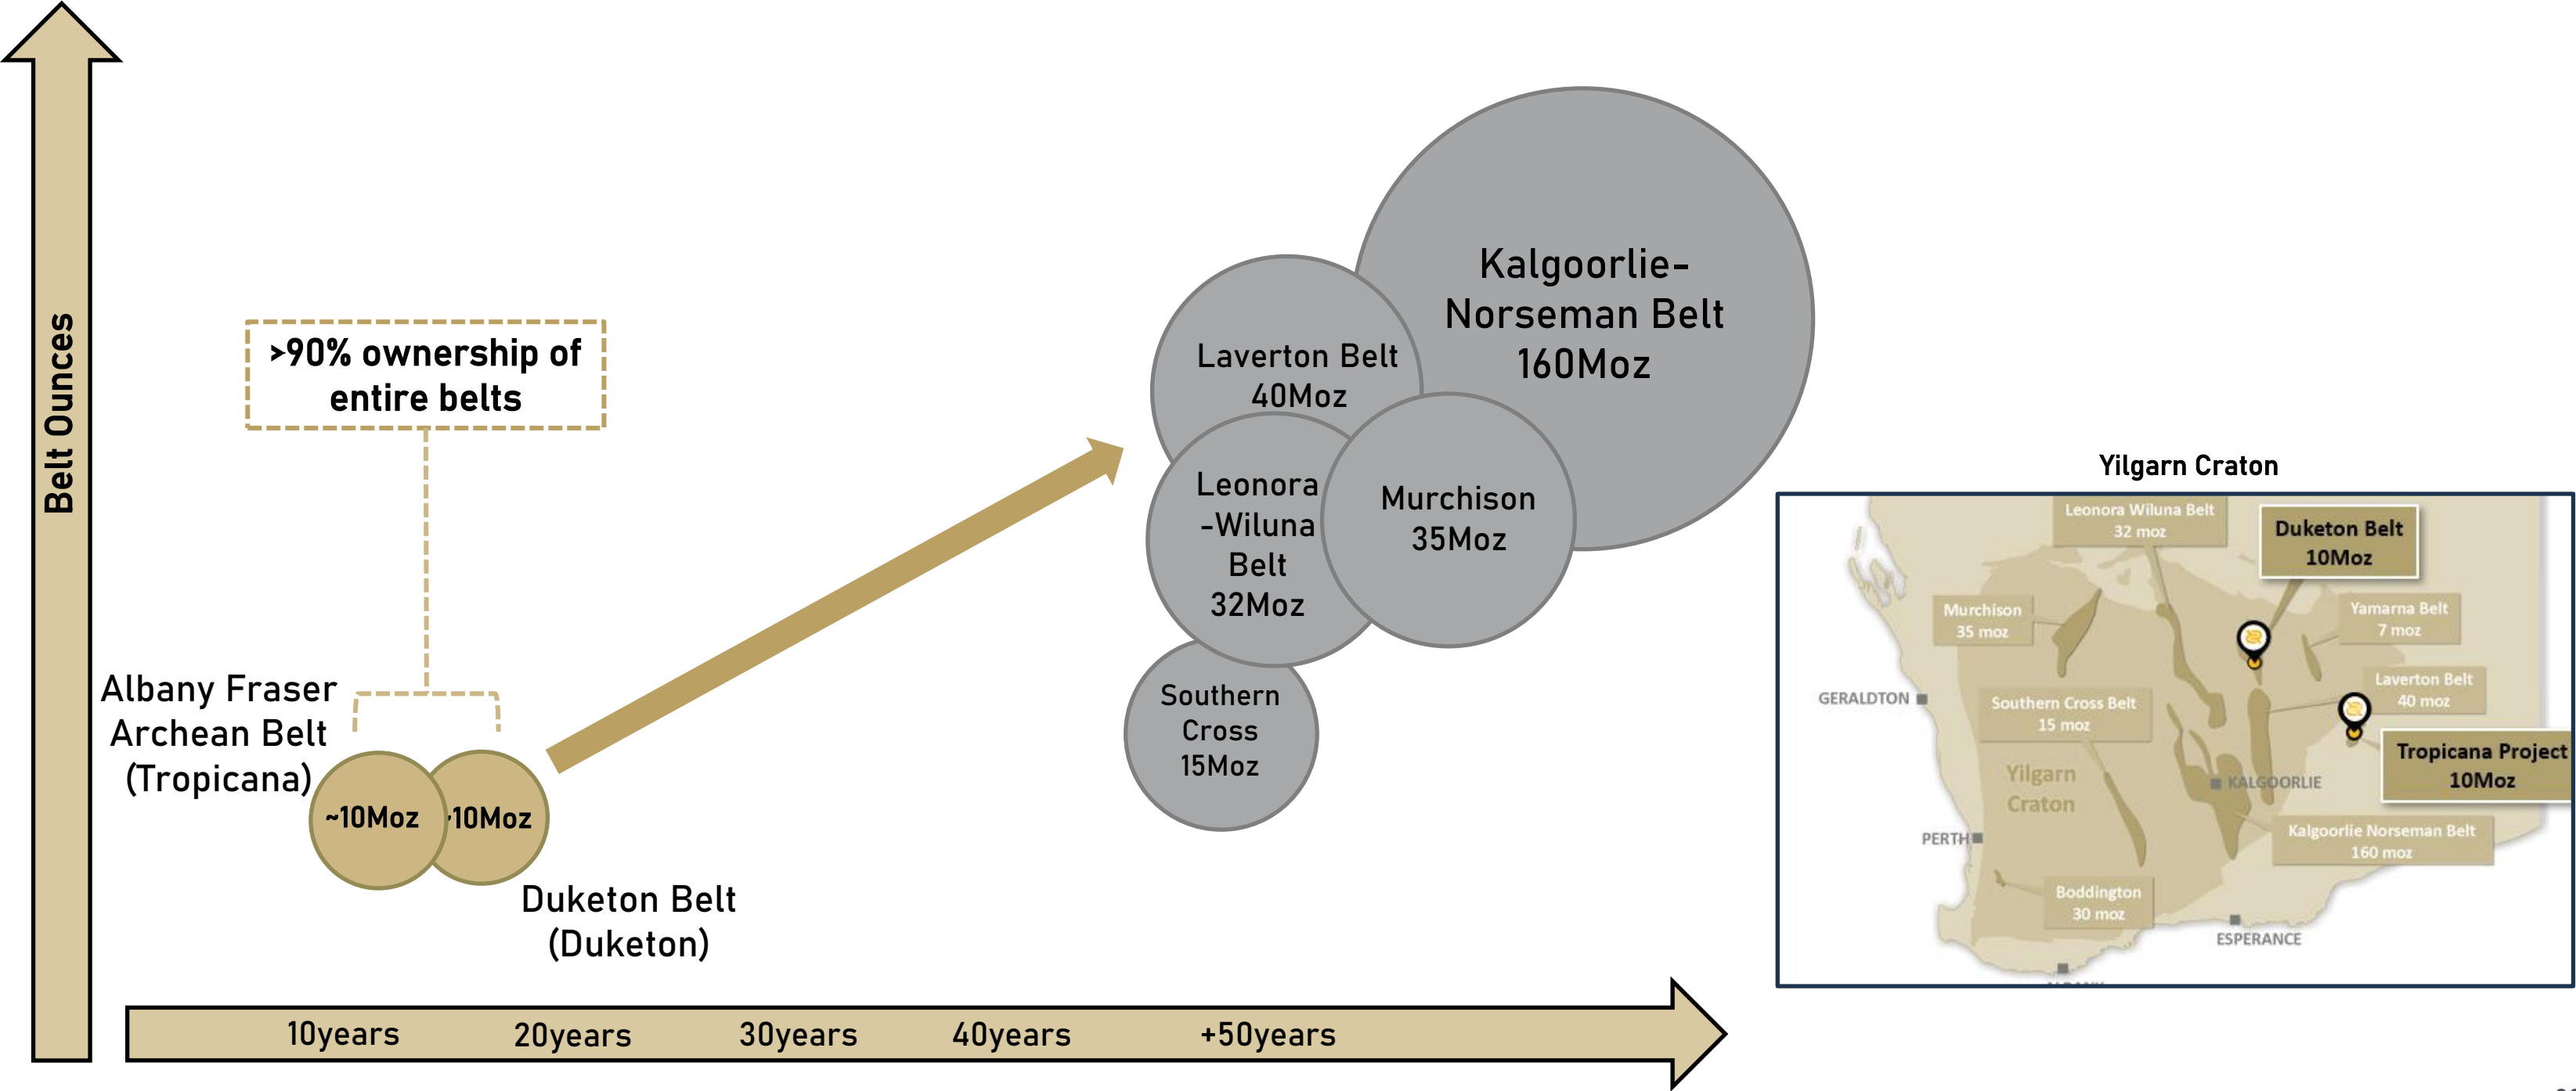 Belt Ounces
>90% ownership of
entire belts
Albany Fraser
Archean Belt
(Tropicana)
~10Moz
10Moz
Duketon Belt
(Duketon)
Kalgoorlie-
Norseman Belt
160Moz
Laverton Belt
40Moz
Leonora
-Wiluna
Belt
32Moz
Murchison
35Moz
Southern
Cross
15Moz
10years
20years
30years
40years
+50years
Yilgarn Craton
Leonora Wiluna Belt
32 moz
Duketon Belt
10Moz
Murchison
35 moz
Yamarna Belt
7 moz
GERALDTON
Southern Cross Belt
15 moz
Laverton Belt
40 moz
Tropicana Project
10Moz
Yilgarn
Craton
KALGOORLIE
PERTH
Kalgoorlie Norseman Belt
160 moz
Boddington
30 moz
ESPERANCE